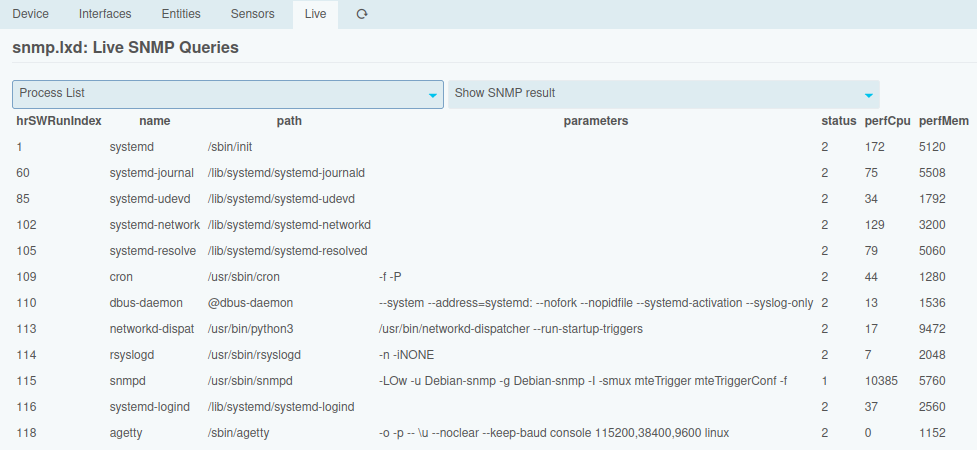 Device Interfaces Entities Sensors Live
snmp.lxd: Live SNMP Queries
Process List Show SNMP result
hrSWRunIndex name path parameters status perfCpu perfMem
1 systemd /sbin/init 2 172 5120
60 systemd-journal /lib/systemd/systemd-journald 2 75 5508
85 systemd-udevd /lib/systemd/systemd-udevd 2 34 1792
102 systemd-network /lib/systemd/systemd-networkd 2 129 3200
105 systemd-resolve /lib/systemd/systemd-resolved 2 79 5060
109 cron /usr/sbin/cron -f -P 2 44 1280
110 dbus-daemon @dbus-daemon --system --address=systemd: --nofork --nopidfile --systemd-activation --syslog-only 2 13 1536
113 networkd-dispat /usr/bin/python3 /usr/bin/networkd-dispatcher --run-startup-triggers 2 17 9472
114 rsyslogd /usr/sbin/rsyslogd -n -iNONE 2 7 2048
115 snmpd /usr/sbin/snmpd -LOw -u Debian-snmp -g Debian-snmp -I -smux mteTrigger mteTriggerConf -f 1 10385 5760
116 systemd-logind /lib/systemd/systemd-logind 2 37 2560
118 agetty /sbin/agetty -o -p -- \u --noclear --keep-baud console 115200,38400,9600 linux 2 0 1152